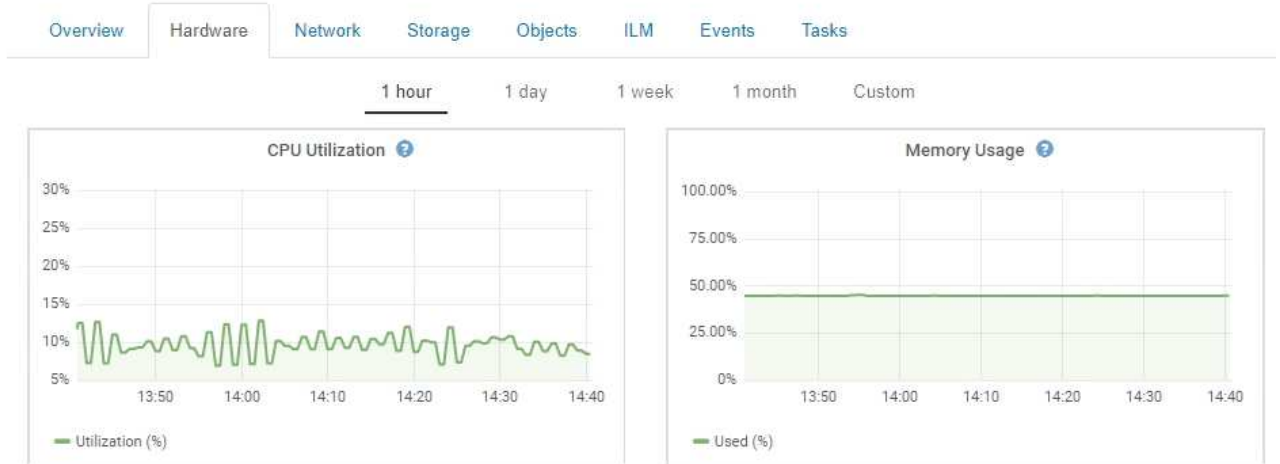 Overview Hardware Network Storage Objects ILM Events Tasks
1 hour 1 day 1 week 1 month Custom
CPU Utilization
30%
25%
20%
15%
10%
5%
13:50 14:00 14:10 14:20 14:30 14:40
Utilization (%)
Memory Usage
100.00%
75.00%
50.00%
25.00%
0%
13:50 14:00 14:10 14:20 14:30 14:40
Used (%)